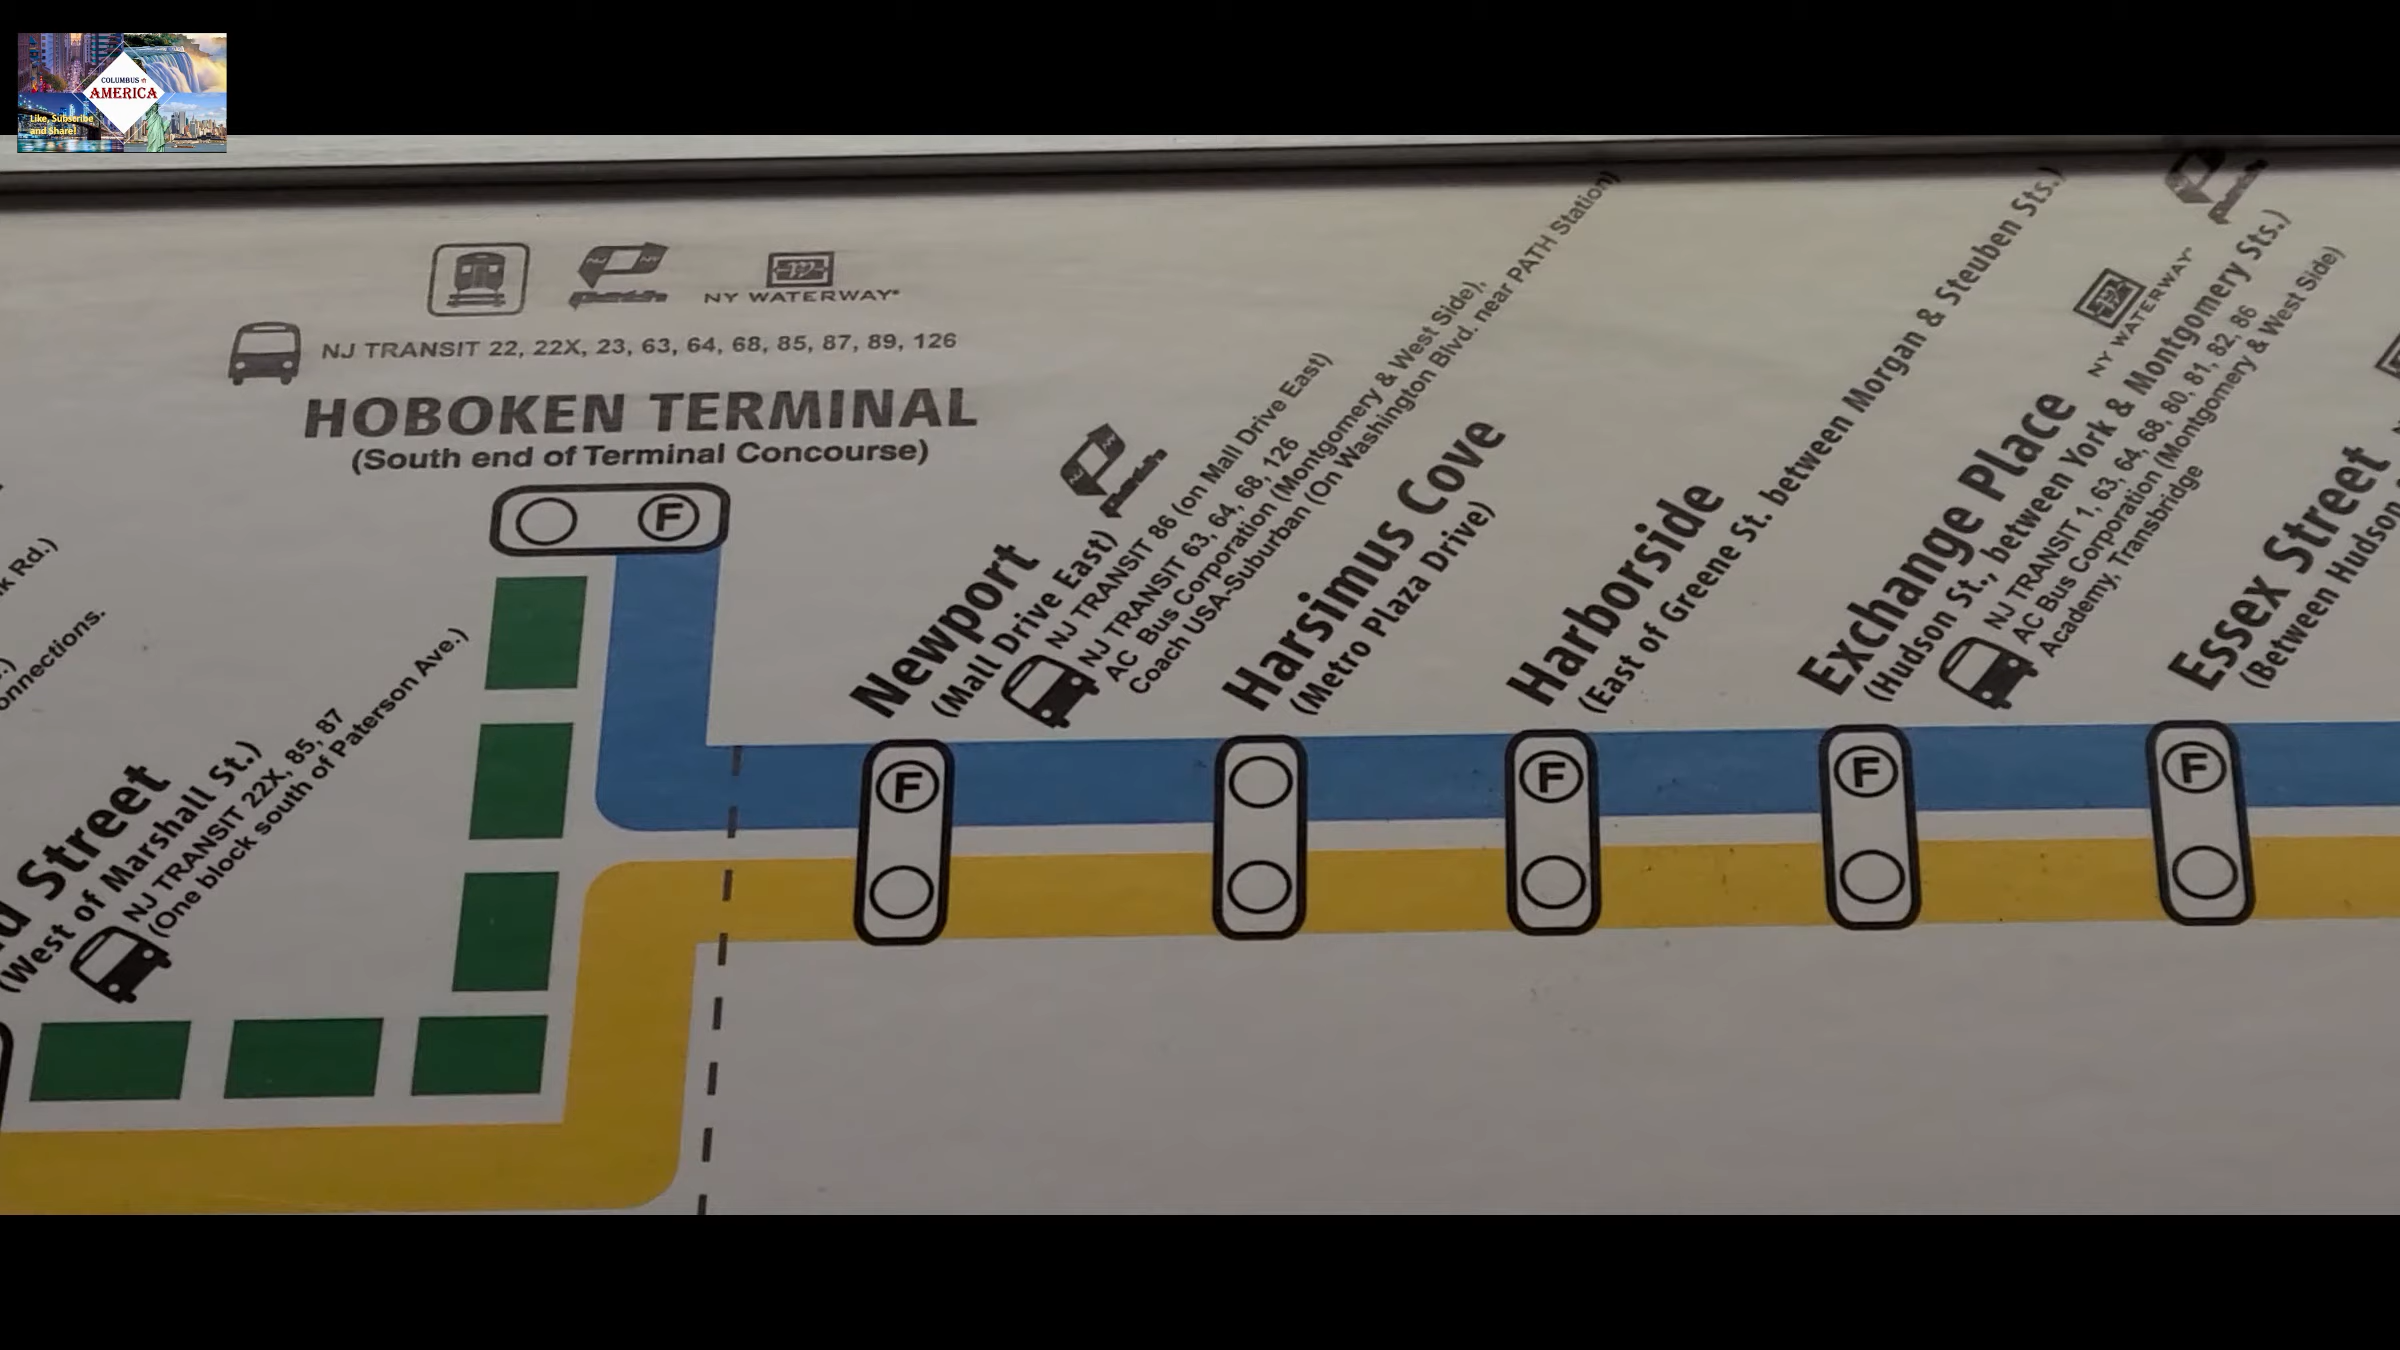 COLUMBUS in
AMERICA
Like, Subscribe
and Share!
NY WATERWAY
NJ TRANSIT 22, 22X, 23, 63, 64, 68, 85, 87, 89, 126
HOBOKEN TERMINAL
(South end of Terminal Concourse)
F
k Rd.)
onnections.
d Street
(West of Marshall St.)
NJ TRANSIT 22X, 85, 87
(One block south of Paterson Ave.)
Newport
(Mall Drive East)
NJ TRANSIT 86 (on Mall Drive East)
NJ TRANSIT 63, 64, 68, 126
AC Bus Corporation (Montgomery & West Side),
Coach USA-Suburban (On Washington Blvd. near PATH Station)
Harsimus Cove
(Metro Plaza Drive)
Harborside
(East of Greene St. between Morgan & Steuben Sts.)
Exchange Place
NY WATERWAY
(Hudson St., between York & Montgomery Sts.)
NJ TRANSIT 1, 63, 64, 68, 80, 81, 82, 86
AC Bus Corporation (Montgomery & West Side)
Academy, Transbridge
Essex Street
(Between Hudson
F
F
F
F